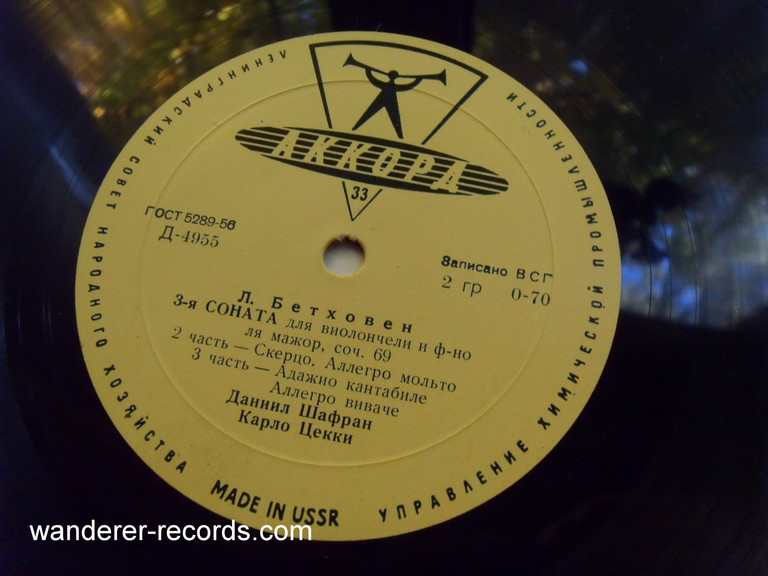 ЛЕНИНГРАДСКИЙ СОВЕТ НАРОДНОГО ХОЗЯЙСТВА
УПРАВЛЕНИЕ ХИМИЧЕСКОЙ ПРОМЫШЛЕННОСТИ
АККОРД
33
ГОСТ 5289-56
Д-4955
Записано ВСГ
2 гр 0-70
Л. Бетховен
3-я СОНАТА для виолончели и ф-но
ля мажор, соч. 69
2 часть — Скерцо. Аллегро мольто
3 часть — Адажио кантабиле
Аллегро виваче
Даниил Шафран
Карло Цекки
MADE IN USSR
wanderer-records.com